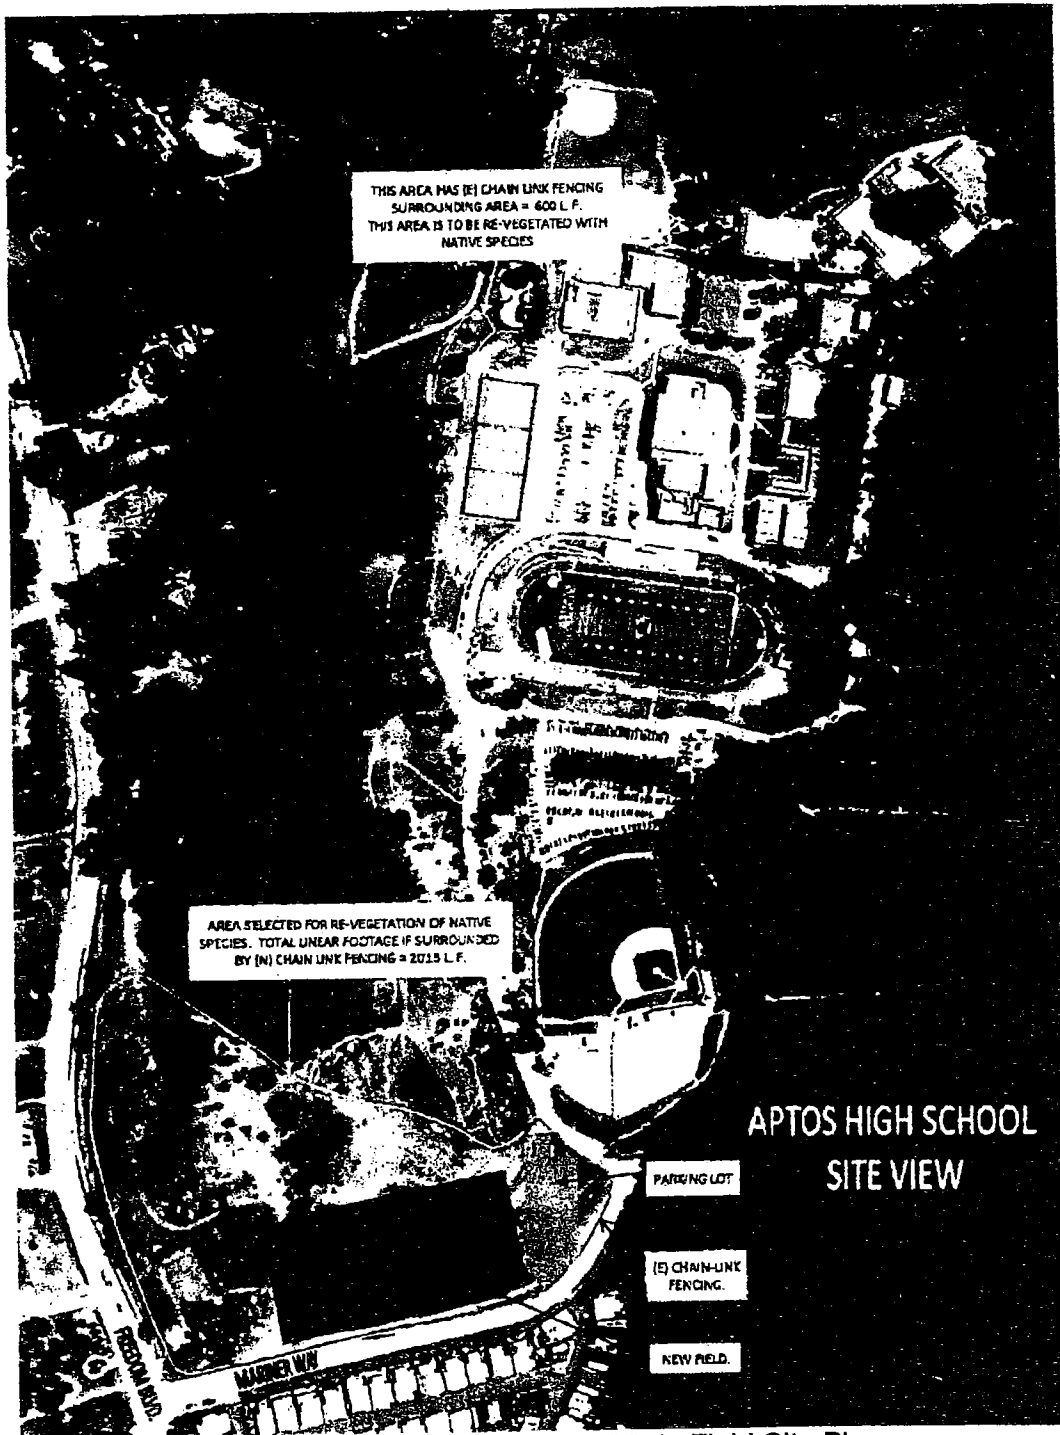 THIS AREA HAS (E) CHAIN LINK FENCING
SURROUNDING AREA = 600 L. F.
THIS AREA IS TO BE RE-VEGETATED WITH
NATIVE SPECIES
AREA SELECTED FOR RE-VEGETATION OF NATIVE
SPECIES. TOTAL LINEAR FOOTAGE IF SURROUNDED
BY (N) CHAIN LINK FENCING = 2015 L. F.
APTOS HIGH SCHOOL
SITE VIEW
PARKING LOT
(E) CHAIN-LINK
FENCING.
NEW FIELD.
FREEDOM BLVD.
MARINER WAY